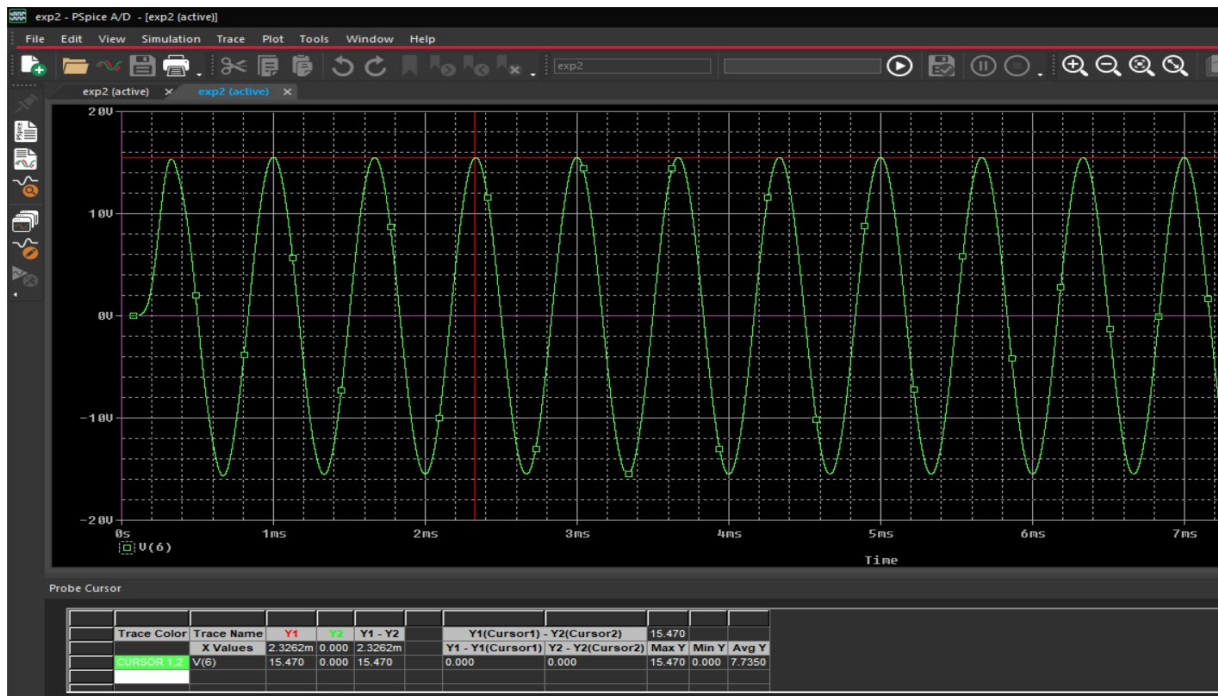 exp2 - PSpice A/D - [exp2 (active)]
File Edit View Simulation Trace Plot Tools Window Help
exp2
exp2 (active) × exp2 (active) ×
20V
10V
0V
-10V
-20V
0s 1ms 2ms 3ms 4ms 5ms 6ms 7ms
V(6)
Time
Probe Cursor
Trace Color Trace Name Y1 Y2 Y1 - Y2 Y1(Cursor1) - Y2(Cursor2) 15.470
X Values 2.3262m 0.000 2.3262m Y1 - Y1(Cursor1) Y2 - Y2(Cursor2) Max Y Min Y Avg Y
CURSOR 1,2 V(6) 15.470 0.000 15.470 0.000 0.000 15.470 0.000 7.7350